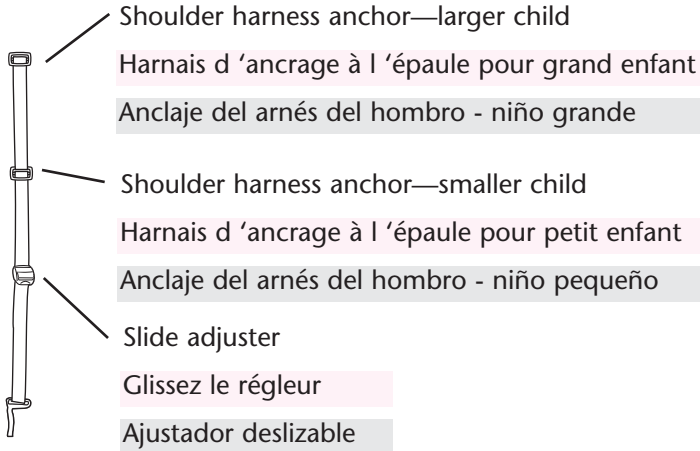 Shoulder harness anchor—larger child
Harnais d ‘ancrage à l ‘épaule pour grand enfant
Anclaje del arnés del hombro - niño grande
Shoulder harness anchor—smaller child
Harnais d ‘ancrage à l ‘épaule pour petit enfant
Anclaje del arnés del hombro - niño pequeño
Slide adjuster
Glissez le régleur
Ajustador deslizable